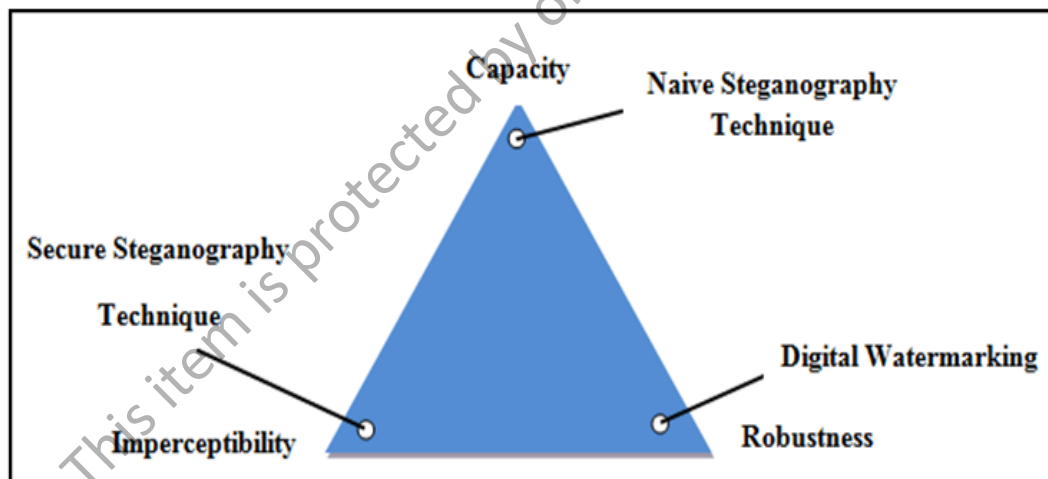 Capacity
Naive Steganography
Technique
Secure Steganography
Technique
Digital Watermarking
Imperceptibility
Robustness
This item is protected by